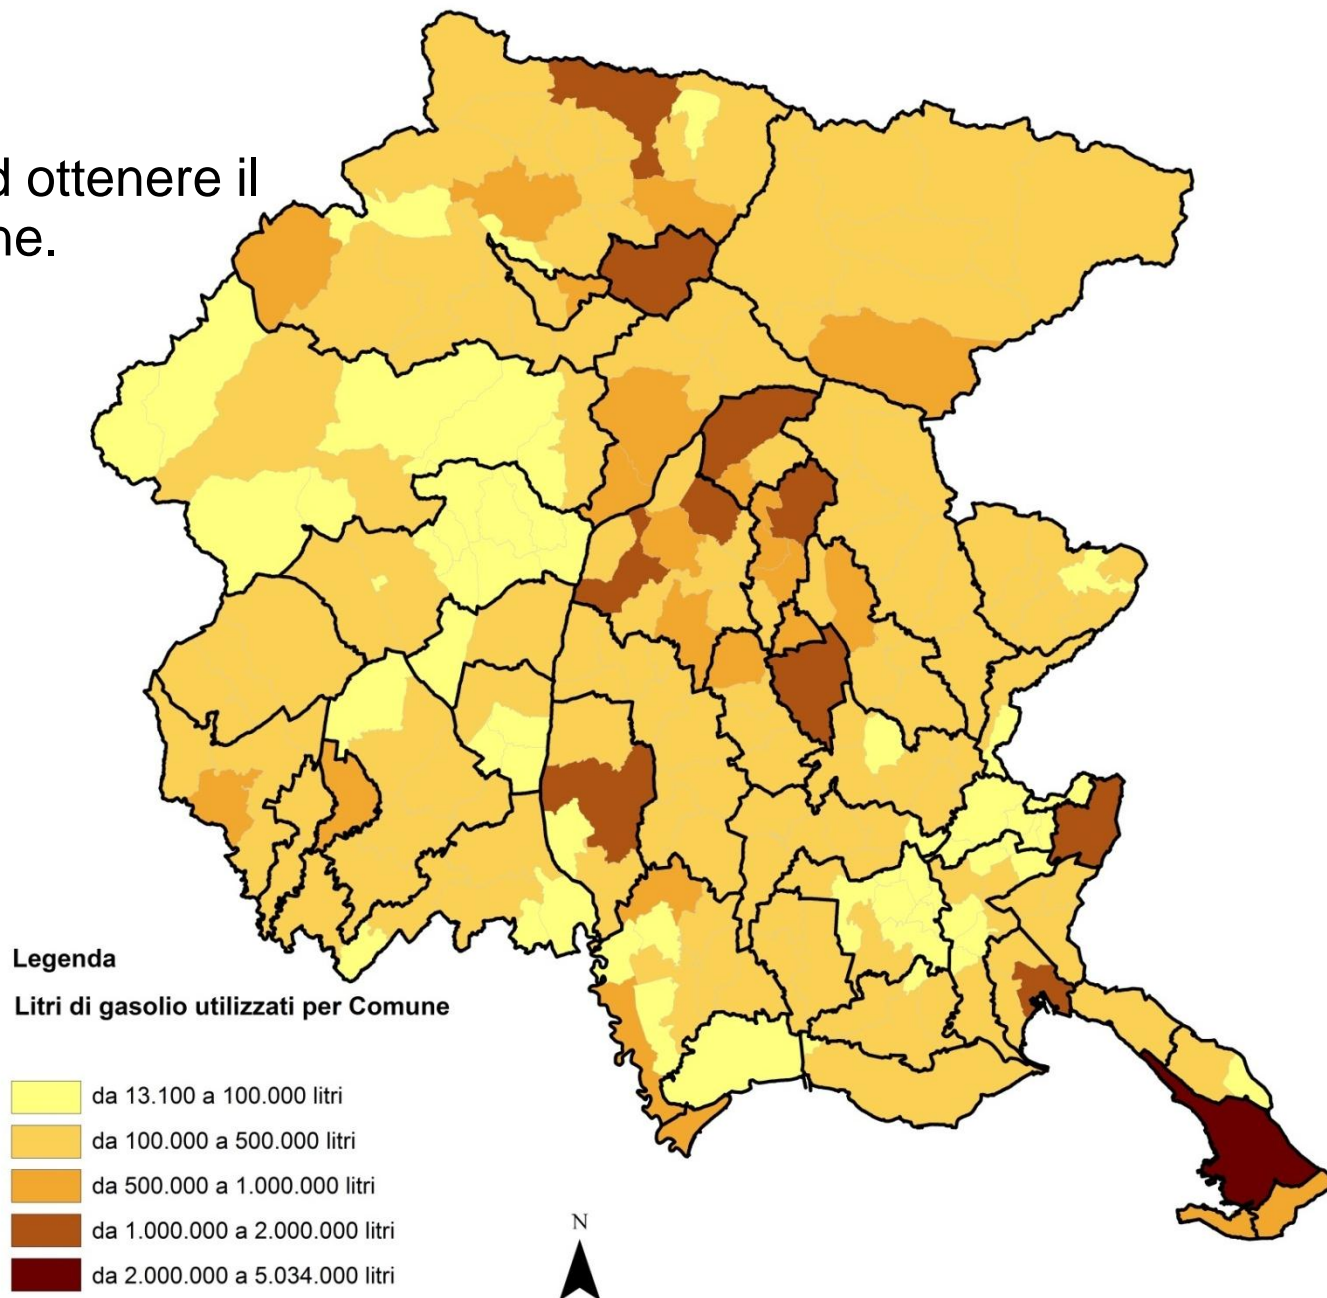 d ottenere il
ne.
Legenda
Litri di gasolio utilizzati per Comune
da 13.100 a 100.000 litri
da 100.000 a 500.000 litri
da 500.000 a 1.000.000 litri
da 1.000.000 a 2.000.000 litri
da 2.000.000 a 5.034.000 litri
N